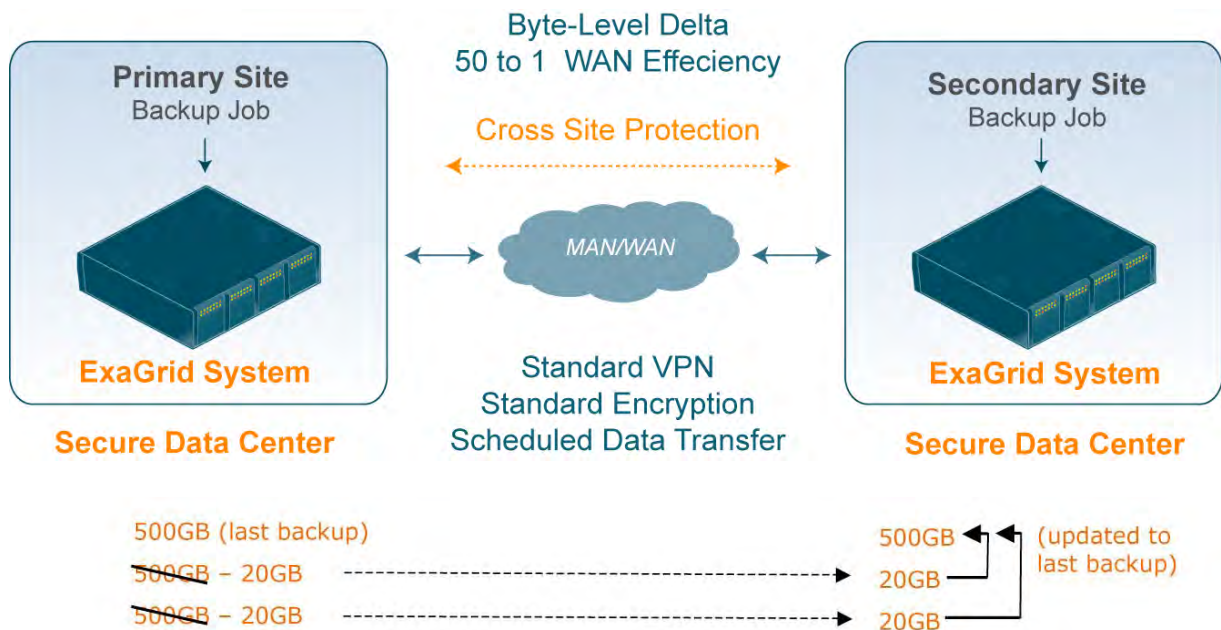 Byte-Level Delta
50 to 1 WAN Effeciency
Primary Site
Backup Job
Secondary Site
Backup Job
Cross Site Protection
MAN/WAN
ExaGrid System
Standard VPN
Standard Encryption
Scheduled Data Transfer
ExaGrid System
Secure Data Center
Secure Data Center
500GB (last backup)
500GB – 20GB
500GB – 20GB
500GB
20GB
20GB
(updated to
last backup)